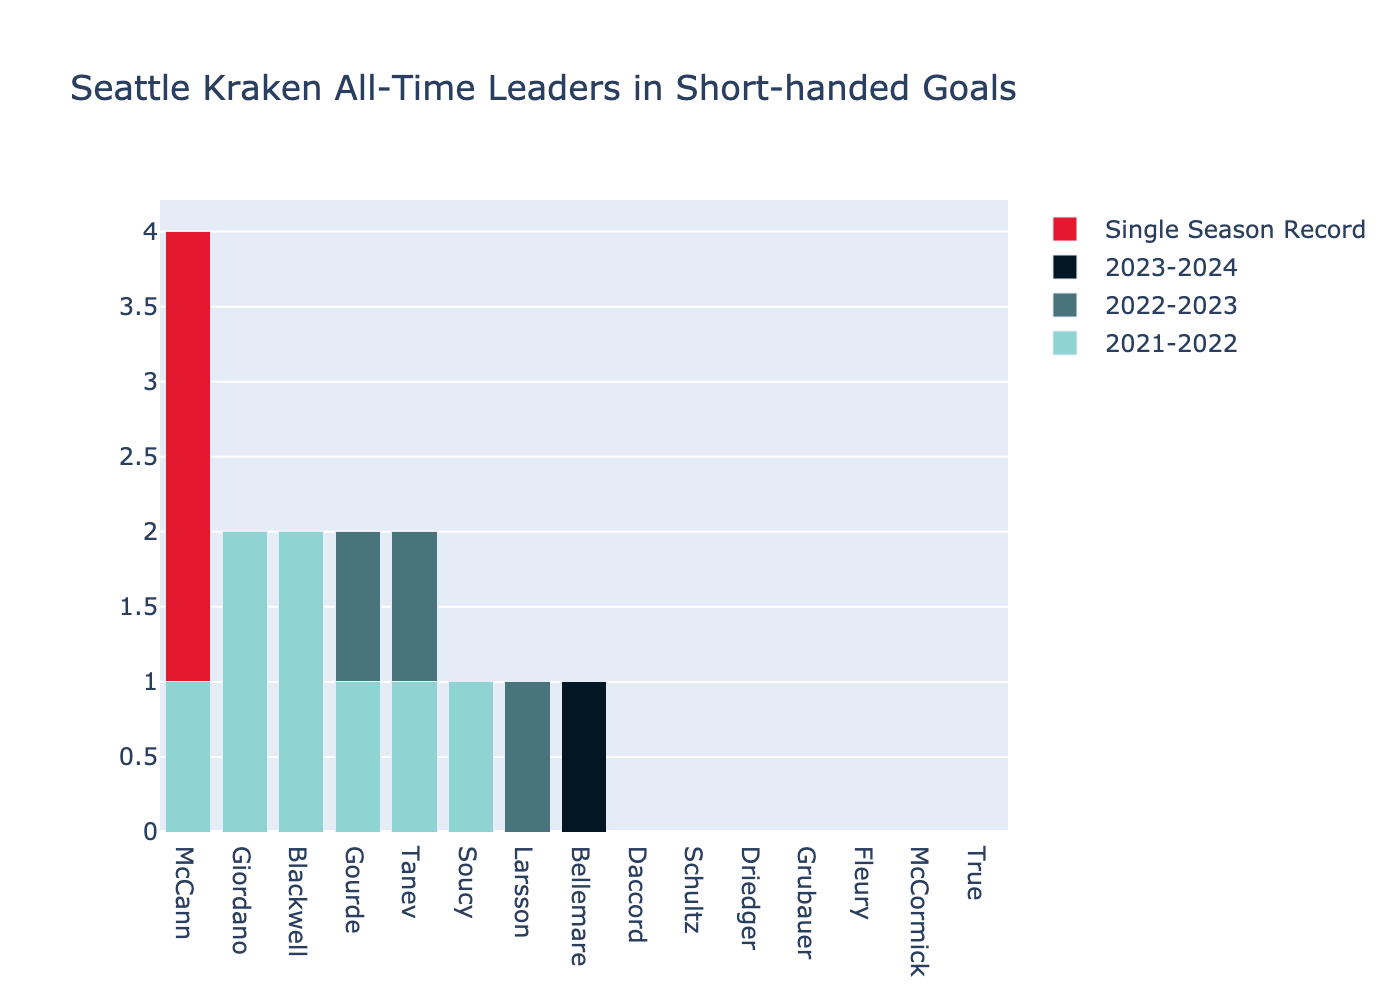 Seattle Kraken All-Time Leaders in Short-handed Goals
Single Season Record
2023-2024
2022-2023
2021-2022
4
3.5
3
2.5
2
1.5
1
0.5
0
McCann
Giordano
Blackwell
Gourde
Tanev
Soucy
Larsson
Bellemare
Daccord
Schultz
Driedger
Grubauer
Fleury
McCormick
True